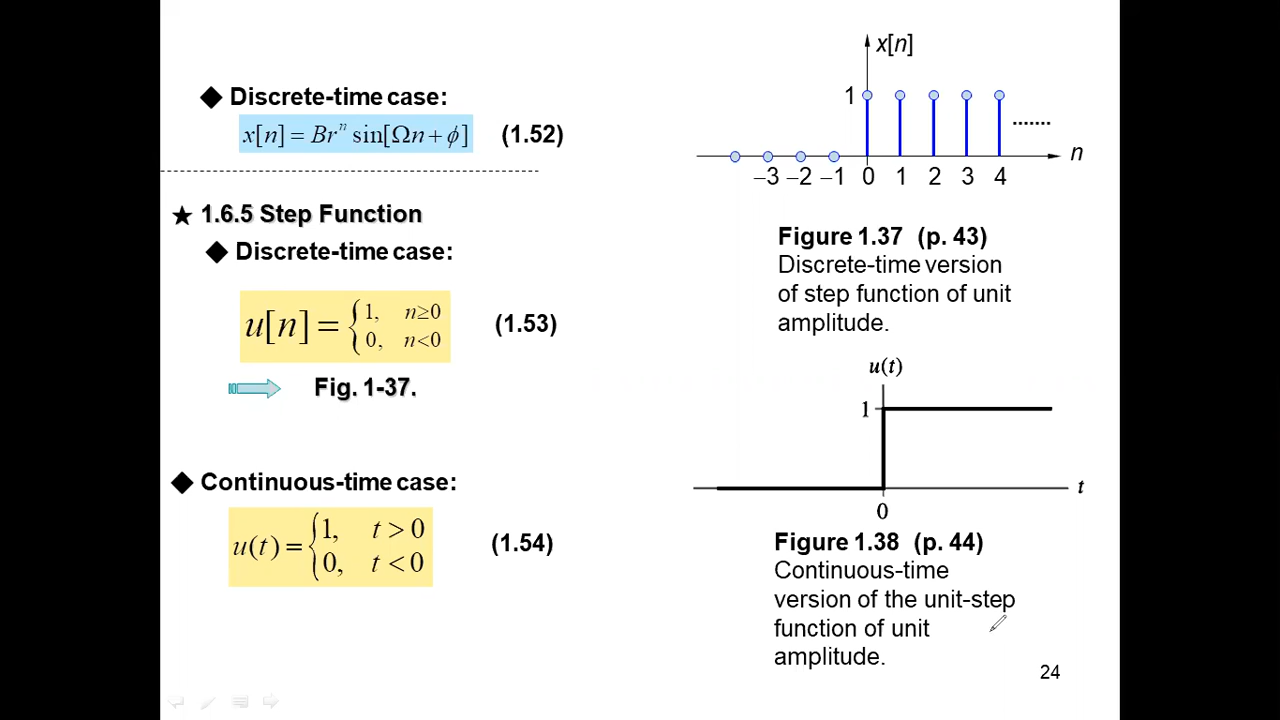 ◆ Discrete-time case:
x[n] = Brⁿ sin[Ωn + ϕ] (1.52)
★ 1.6.5 Step Function
◆ Discrete-time case:
u[n] = { 1, n≥0
0, n<0 (1.53)
Fig. 1-37.
◆ Continuous-time case:
u(t) = { 1, t > 0
0, t < 0 (1.54)
x[n]
1
.......
n
−3 −2 −1 0 1 2 3 4
Figure 1.37 (p. 43)
Discrete-time version
of step function of unit
amplitude.
u(t)
1
t
0
Figure 1.38 (p. 44)
Continuous-time
version of the unit-step
function of unit
amplitude.
24